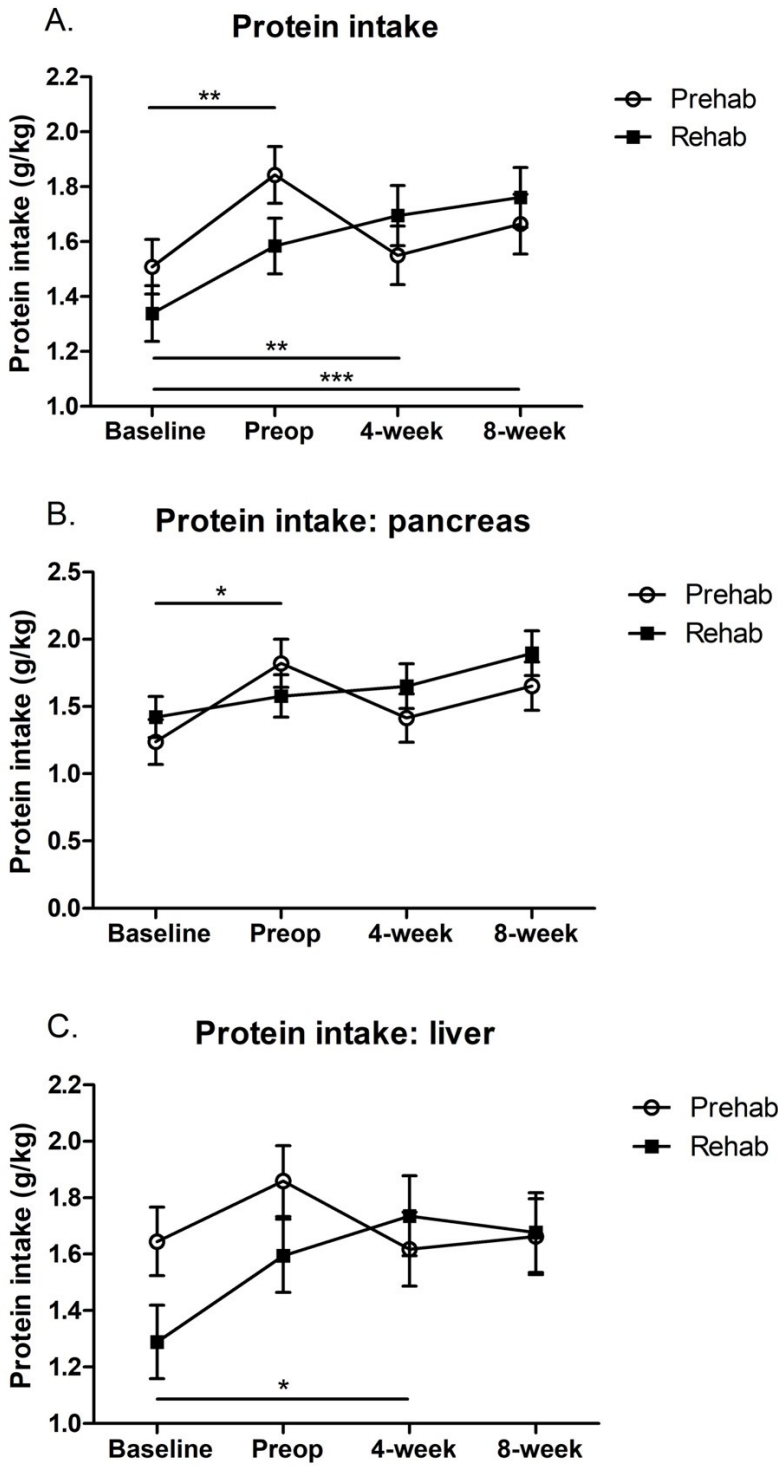 A.
Protein intake
Protein intake (g/kg)
2.2
2.0
1.8
1.6
1.4
1.2
1.0
**
**
***
Baseline Preop 4-week 8-week
Prehab
Rehab
B.
Protein intake: pancreas
Protein intake (g/kg)
2.5
2.0
1.5
1.0
0.5
0.0
*
Baseline Preop 4-week 8-week
Prehab
Rehab
C.
Protein intake: liver
Protein intake (g/kg)
2.2
2.0
1.8
1.6
1.4
1.2
1.0
*
Baseline Preop 4-week 8-week
Prehab
Rehab